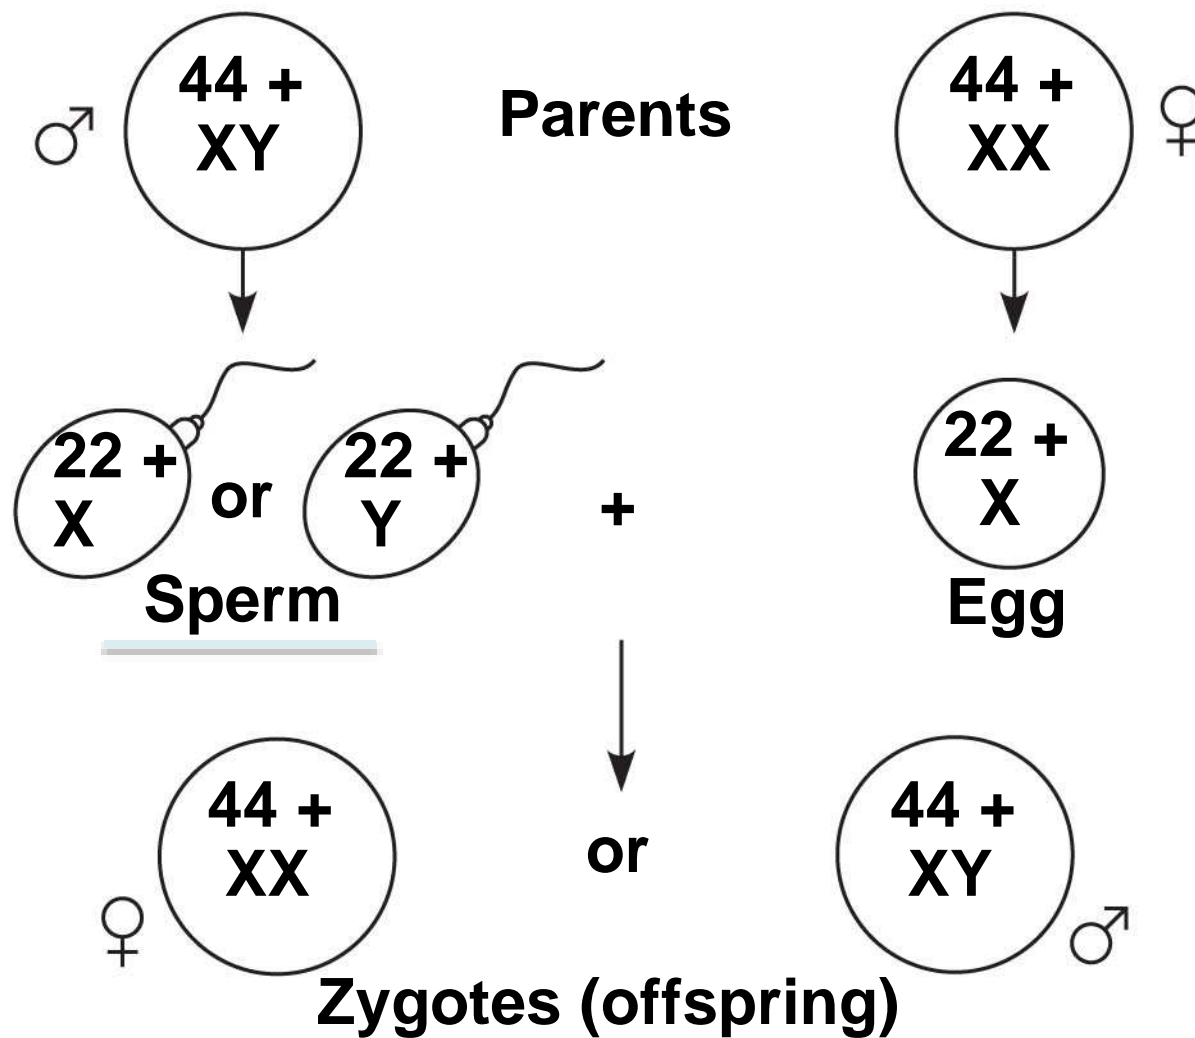 44 +
XY
Parents
44 +
XX
22 +
X
or
22 +
Y
+
22 +
X
Sperm
Egg
44 +
XX
or
44 +
XY
Zygotes (offspring)